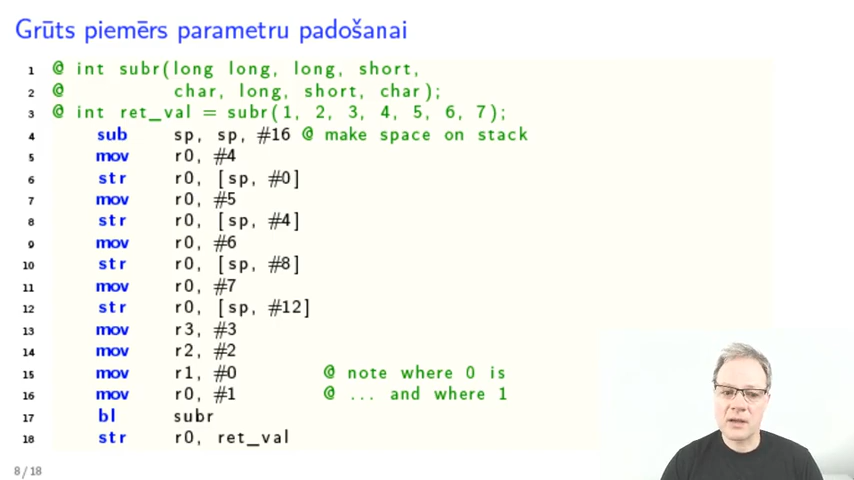 Grūts piemērs parametru padošanai
1 @ int subr(long long, long, short,
2 @ char, long, short, char);
3 @ int ret_val = subr(1, 2, 3, 4, 5, 6, 7);
4 sub sp, sp, #16 @ make space on stack
5 mov r0, #4
6 str r0, [sp, #0]
7 mov r0, #5
8 str r0, [sp, #4]
9 mov r0, #6
10 str r0, [sp, #8]
11 mov r0, #7
12 str r0, [sp, #12]
13 mov r3, #3
14 mov r2, #2
15 mov r1, #0 @ note where 0 is
16 mov r0, #1 @ ... and where 1
17 bl subr
18 str r0, ret_val
8 / 18